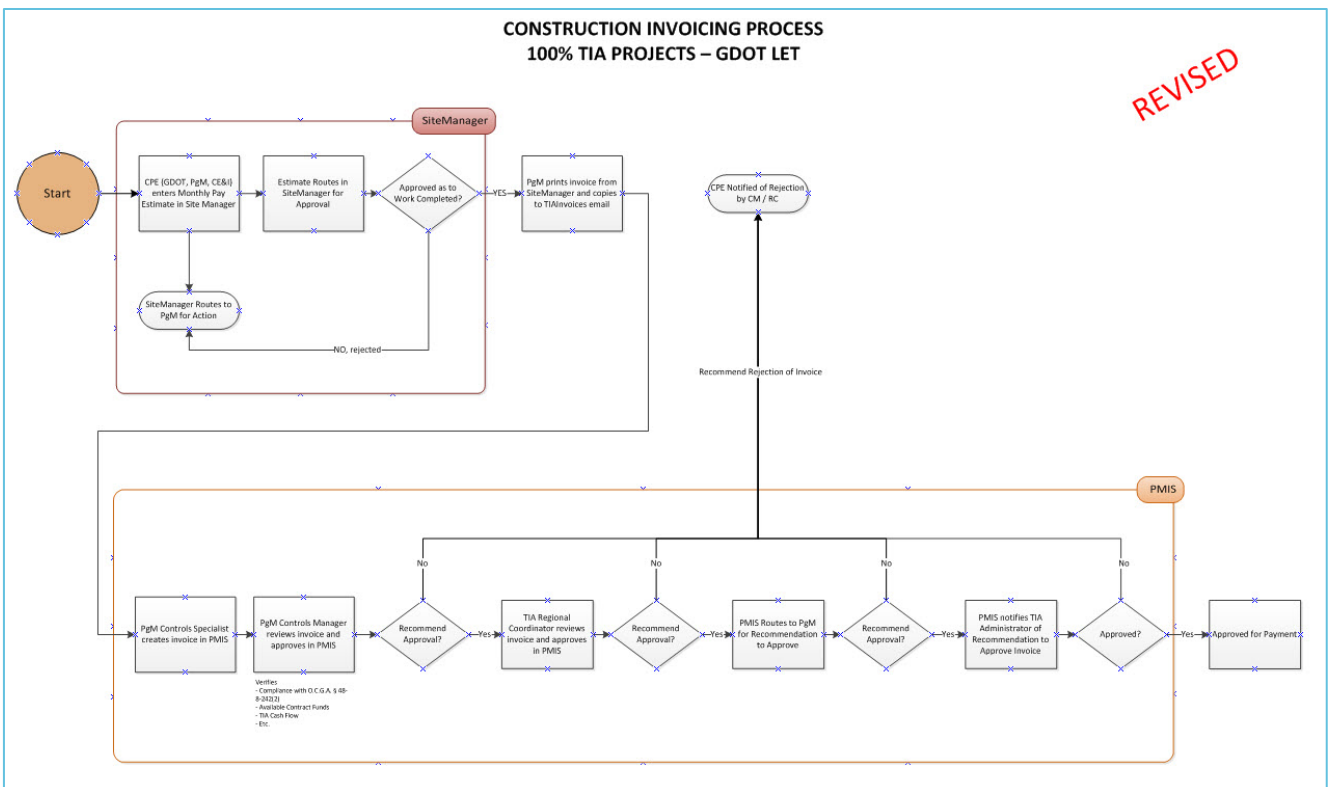 CONSTRUCTION INVOICING PROCESS
100% TIA PROJECTS – GDOT LET
REVISED
SiteManager
Start
CPE (GDOT, PgM, CE&I)
enters Monthly Pay
Estimate in Site Manager
Estimate Routes in
SiteManager for
Approval
Approved as to
Work Completed?
YES
PgM prints invoice from
SiteManager and copies
to TIAInvoices email
CPE Notified of Rejection
by CM / RC
SiteManager Routes to
PgM for Action
NO, rejected
Recommend Rejection of Invoice
PMIS
No
No
No
No
PgM Controls Specialist
creates invoice in PMIS
PgM Controls Manager
reviews invoice and
approves in PMIS
Recommend
Approval?
Yes
TIA Regional
Coordinator reviews
invoice and approves
in PMIS
Recommend
Approval?
Yes
PMIS Routes to PgM
for Recommendation
to Approve
Recommend
Approval?
Yes
PMIS notifies TIA
Administrator of
Recommendation to
Approve Invoice
Approved?
Yes
Approved for Payment
Verifies
- Compliance with O.C.G.A. § 48-
8-242(2)
- Available Contract Funds
- TIA Cash Flow
- Etc.